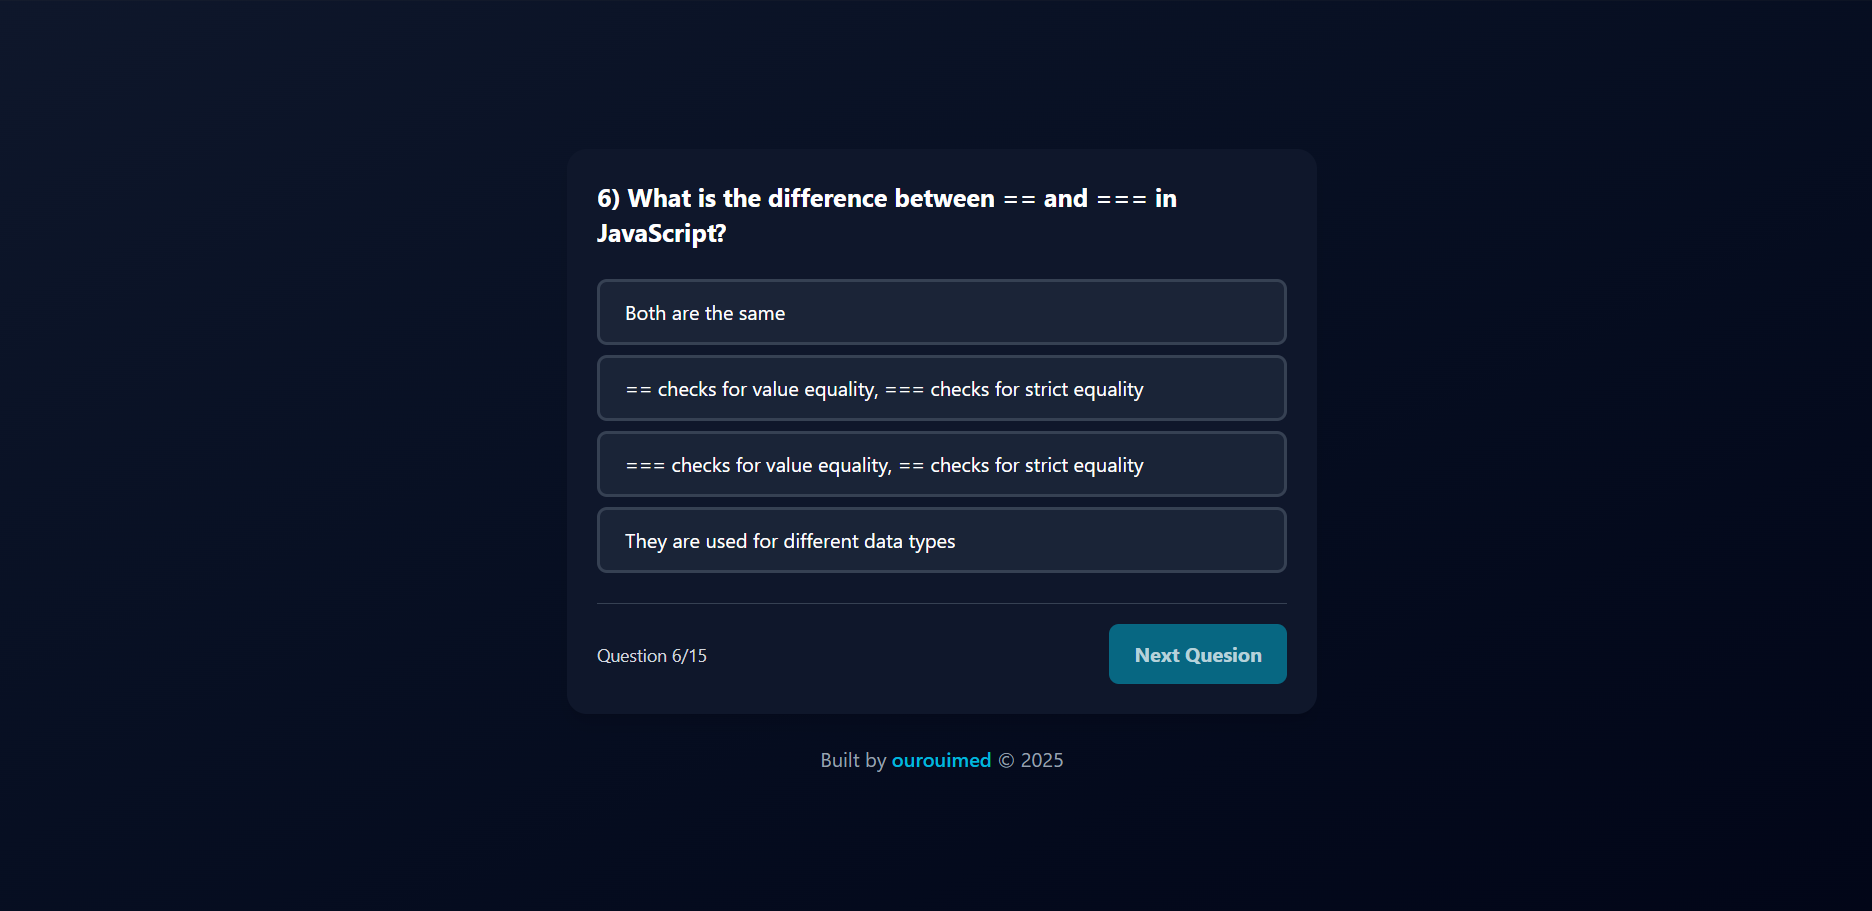 6) What is the difference between == and === in
JavaScript?
Both are the same
== checks for value equality, === checks for strict equality
=== checks for value equality, == checks for strict equality
They are used for different data types
Question 6/15
Next Quesion
Built by ourouimed © 2025